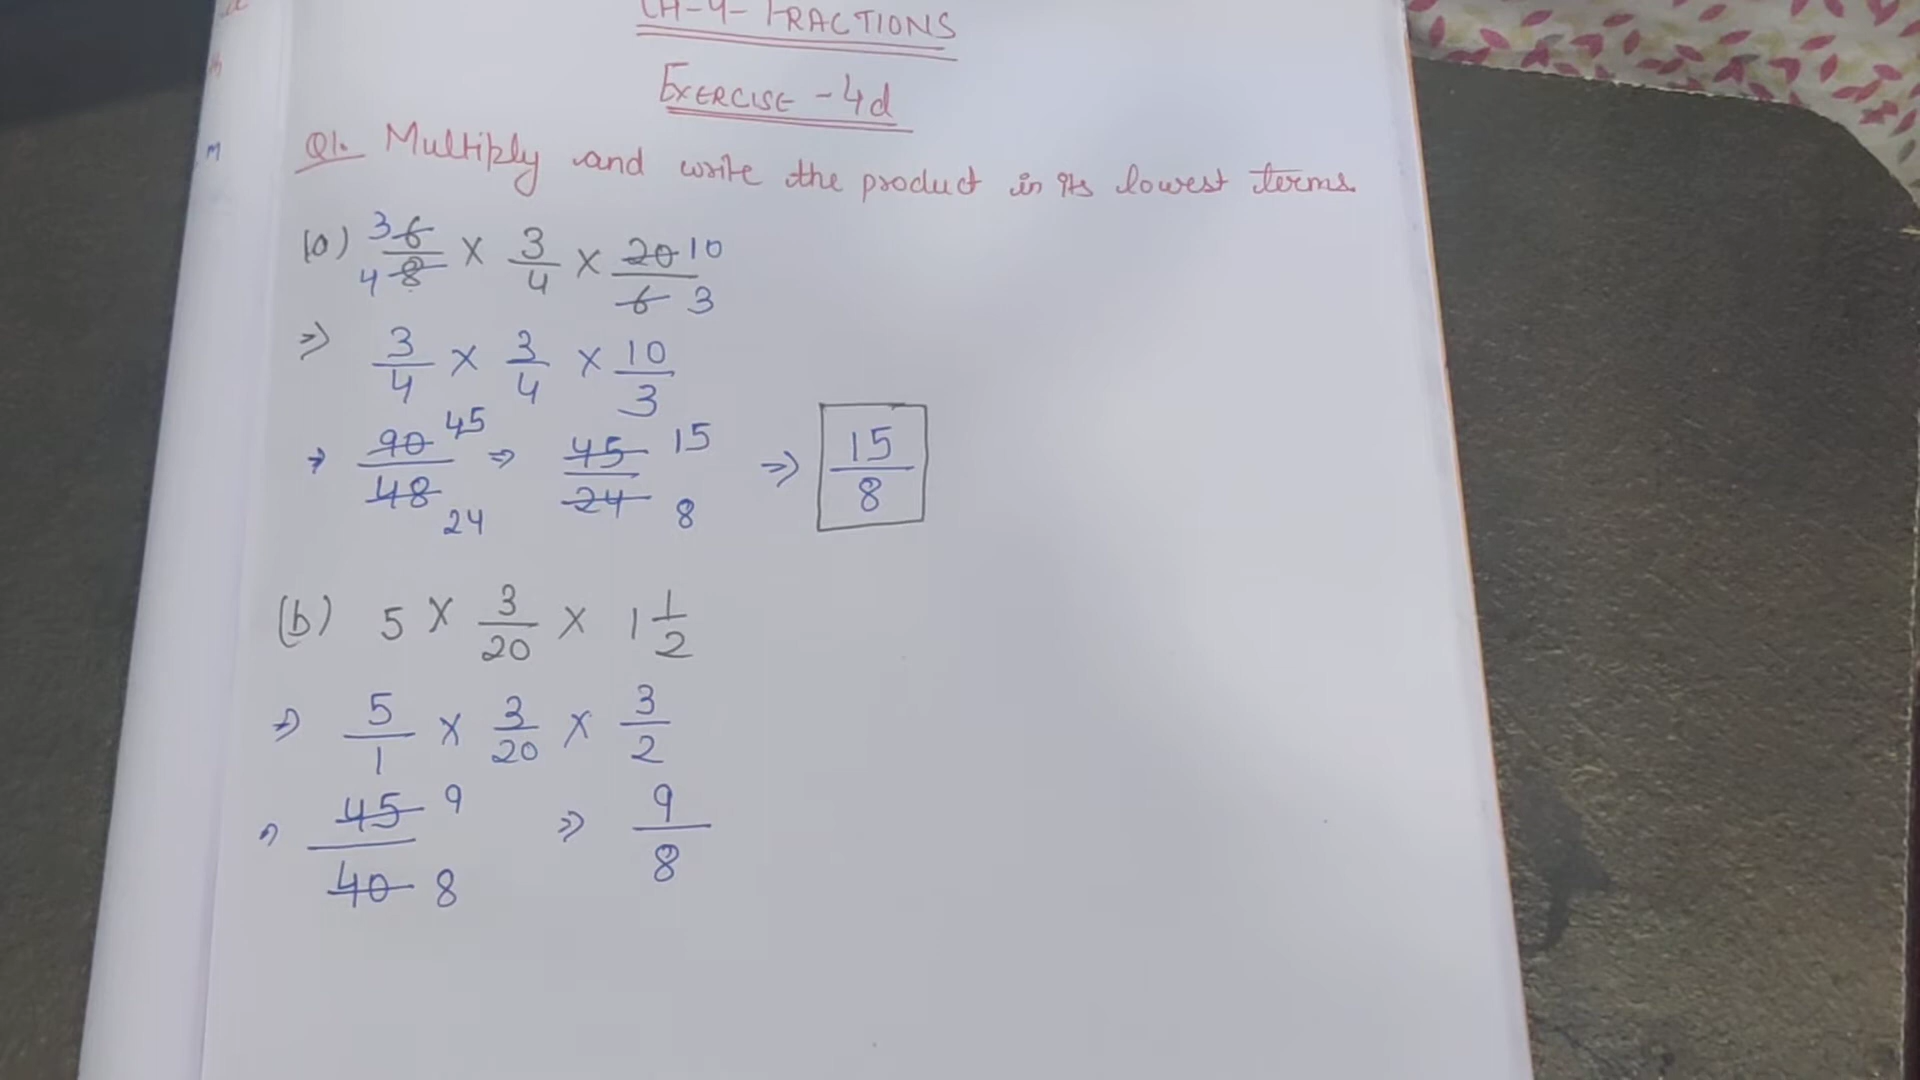 CH-4- FRACTIONS
EXERCISE - 4d
Q1. Multiply and write the product in its lowest terms.
(a) 3 6/4 8 × 3/4 × 20 10/6 3
⇒ 3/4 × 3/4 × 10/3
→ 90 45/48 24 ⇒ 45 15/24 8 ⇒ 15/8
(b) 5 × 3/20 × 1 1/2
⇒ 5/1 × 3/20 × 3/2
⇒ 45 9/40 8 ⇒ 9/8